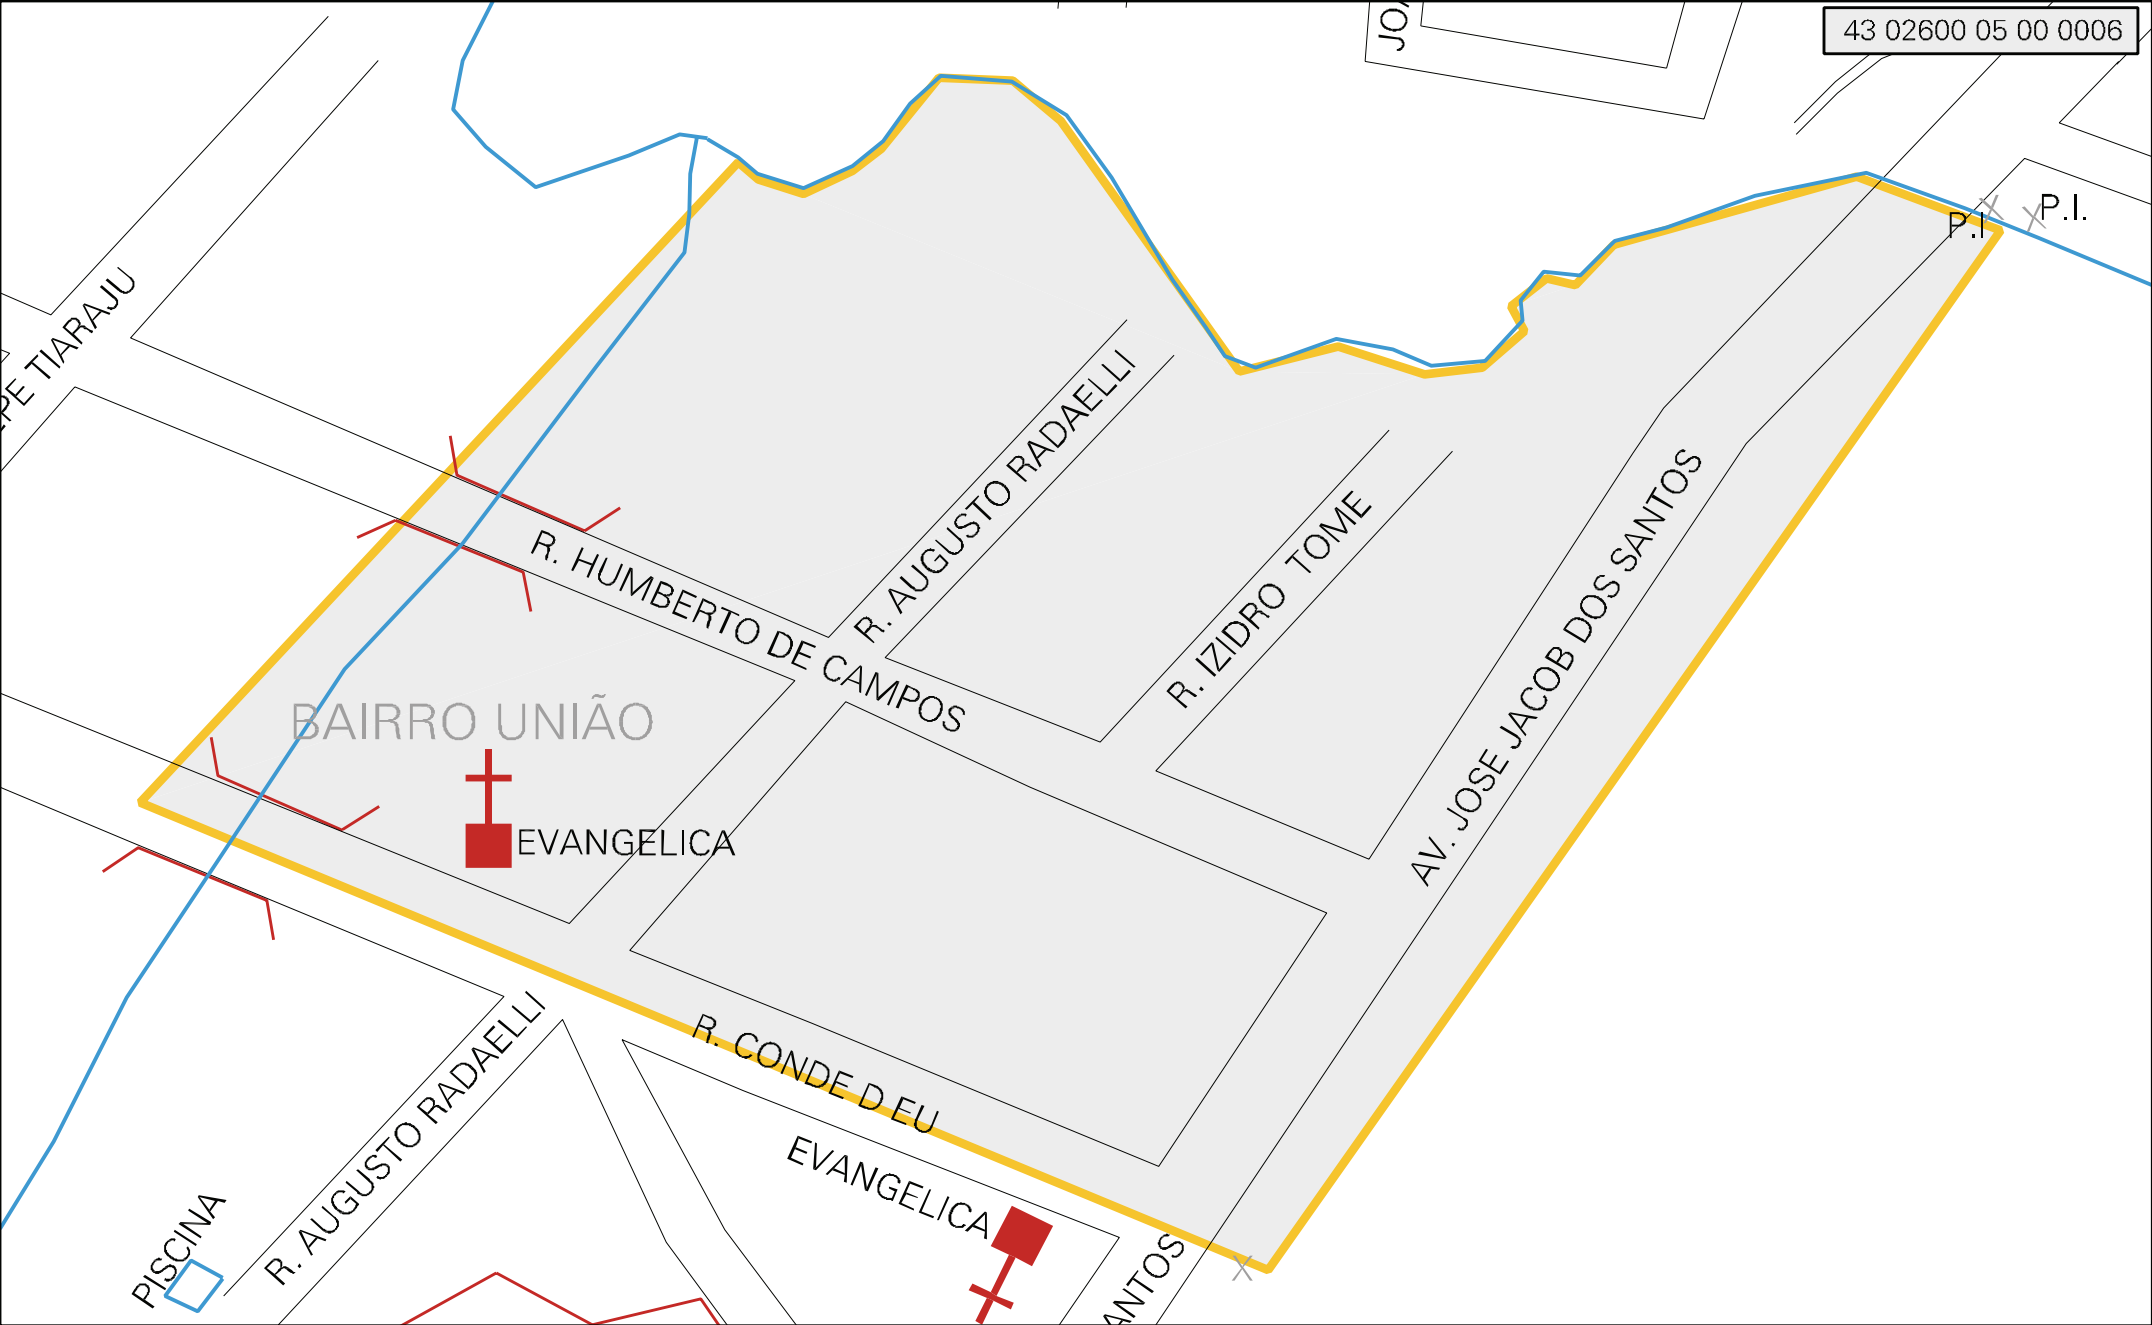 43 02600 05 00 0006
P.I
P.I.
TIARAJU
R. AUGUSTO RADAELLI
R. HUMBERTO DE CAMPOS
R. IZIDRO TOME
AV. JOSE JACOB DOS SANTOS
BAIRRO UNIÃO
EVANGELICA
R. CONDE D EU
R. AUGUSTO RADAELLI
EVANGELICA
PISCINA